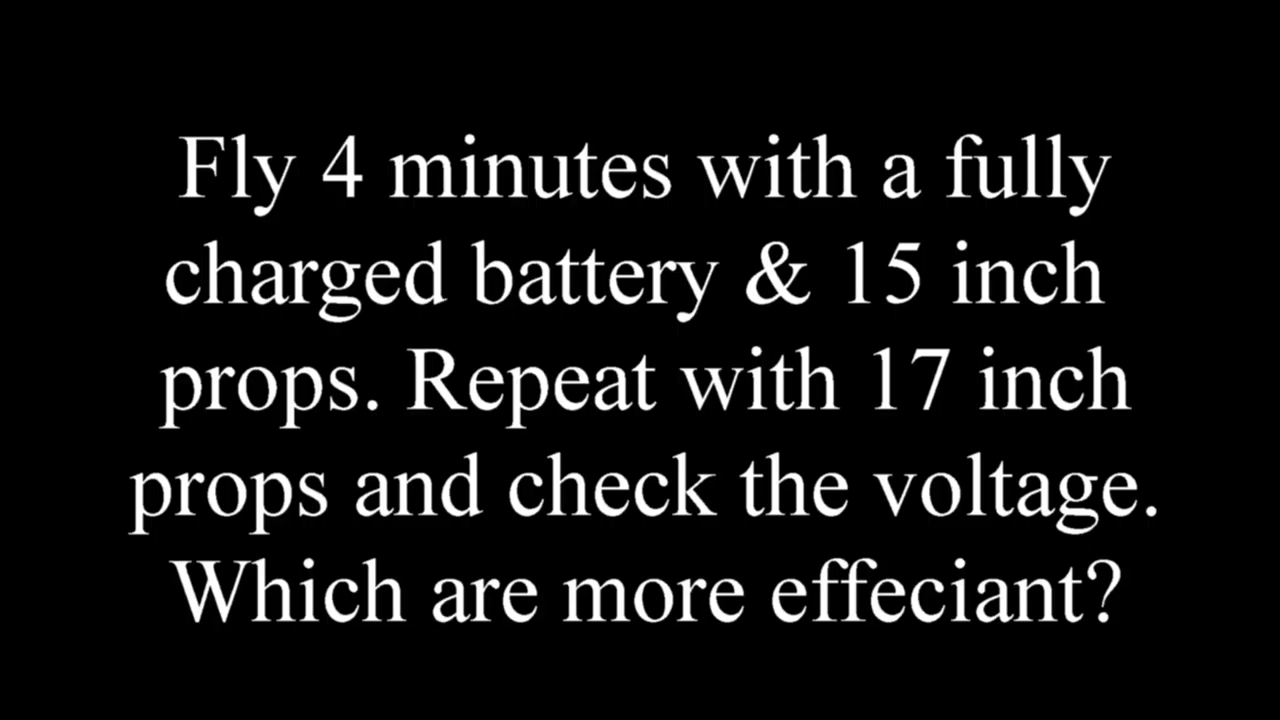 Fly 4 minutes with a fully
charged battery & 15 inch
props. Repeat with 17 inch
props and check the voltage.
Which are more effeciant?